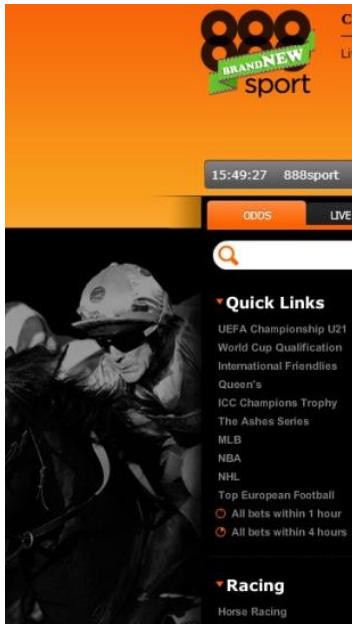 C
888
Li
BRAND NEW
sport
15:49:27 888sport
ODDS LIVE
Quick Links
UEFA Championship U21
World Cup Qualification
International Friendlies
Queen's
ICC Champions Trophy
The Ashes Series
MLB
NBA
NHL
Top European Football
All bets within 1 hour
All bets within 4 hours
Racing
Horse Racing